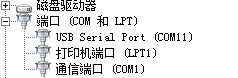 磁盘驱动器
端口 (COM 和 LPT)
USB Serial Port (COM11)
打印机端口 (LPT1)
通信端口 (COM1)